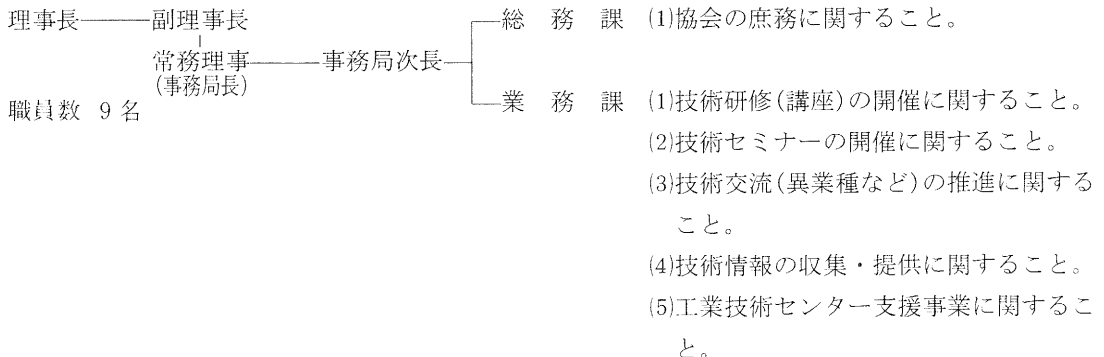 理事長 副理事長 総務課 (1)協会の庶務に関すること。
常務理事 事務局次長
(事務局長)
職員数 9名 業務課 (1)技術研修(講座)の開催に関すること。
(2)技術セミナーの開催に関すること。
(3)技術交流(異業種など)の推進に関する
こと。
(4)技術情報の収集・提供に関すること。
(5)工業技術センター支援事業に関するこ
と。